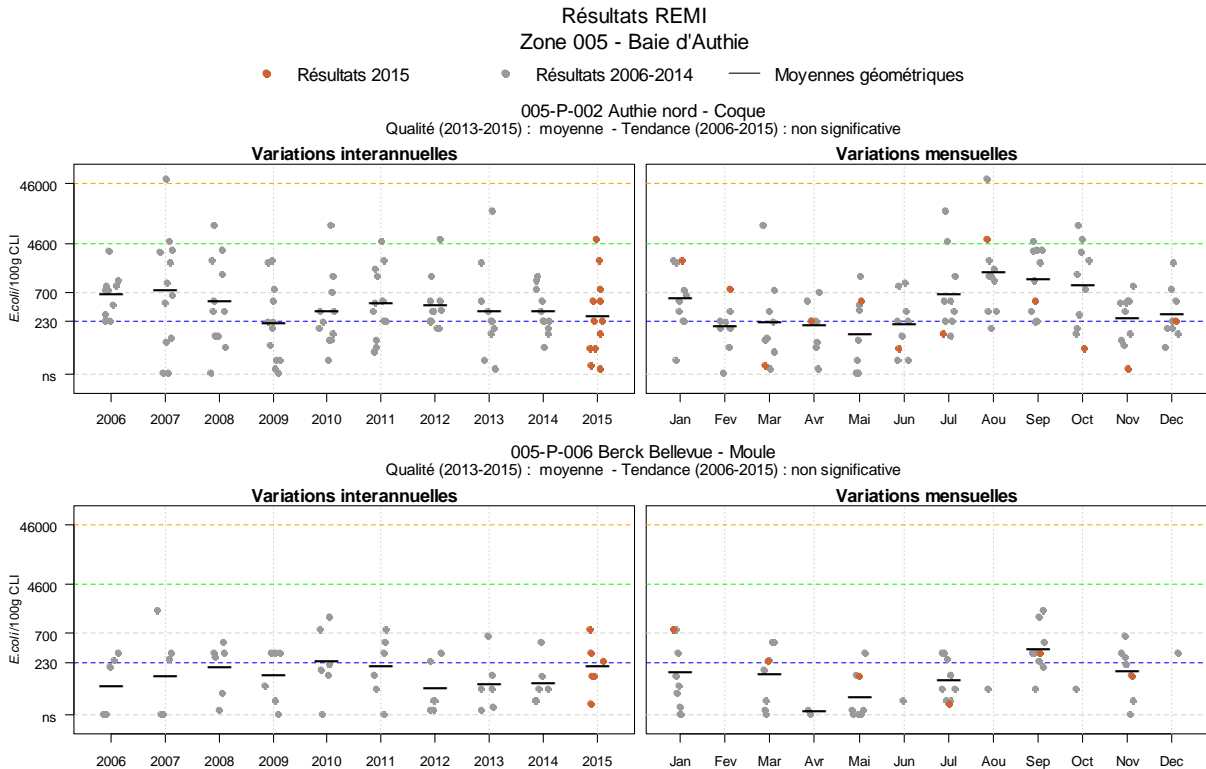 Résultats REMI
Zone 005 - Baie d'Authie
Résultats 2015 Résultats 2006-2014 Moyennes géométriques
005-P-002 Authie nord - Coque
Qualité (2013-2015) : moyenne - Tendance (2006-2015) : non significative
Variations interannuelles
E.coli/100g CLI
46000
4600
700
230
ns
2006 2007 2008 2009 2010 2011 2012 2013 2014 2015
Variations mensuelles
Jan Fev Mar Avr Mai Jun Jul Aou Sep Oct Nov Dec
005-P-006 Berck Bellevue - Moule
Qualité (2013-2015) : moyenne - Tendance (2006-2015) : non significative
Variations interannuelles
E.coli/100g CLI
46000
4600
700
230
ns
2006 2007 2008 2009 2010 2011 2012 2013 2014 2015
Variations mensuelles
Jan Fev Mar Avr Mai Jun Jul Aou Sep Oct Nov Dec